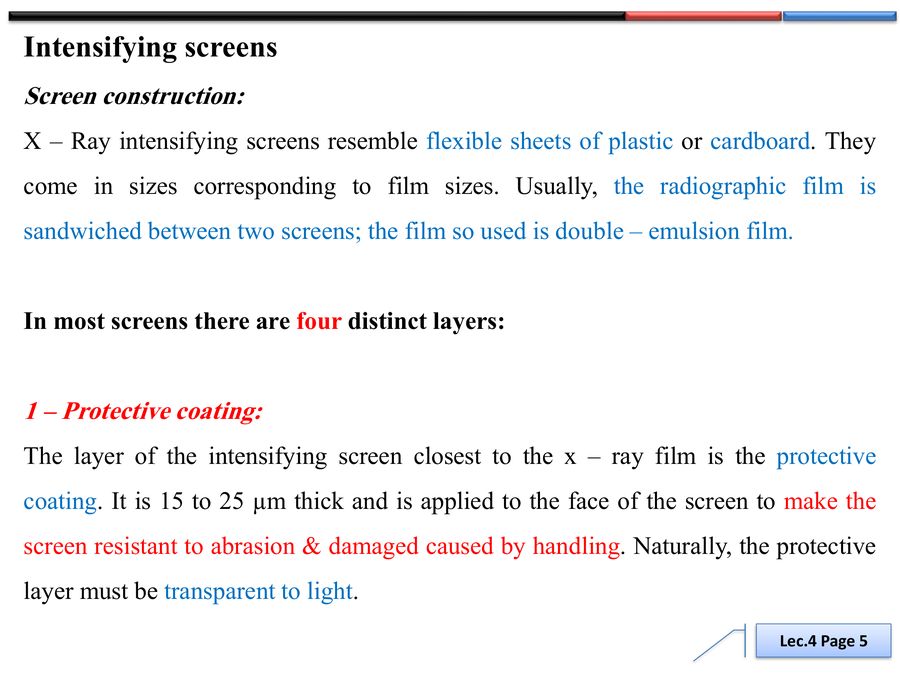 Intensifying screens
Screen construction:
X – Ray intensifying screens resemble flexible sheets of plastic or cardboard. They
come in sizes corresponding to film sizes. Usually, the radiographic film is
sandwiched between two screens; the film so used is double – emulsion film.
In most screens there are four distinct layers:
1 – Protective coating:
The layer of the intensifying screen closest to the x – ray film is the protective
coating. It is 15 to 25 µm thick and is applied to the face of the screen to make the
screen resistant to abrasion & damaged caused by handling. Naturally, the protective
layer must be transparent to light.
Lec.4 Page 5